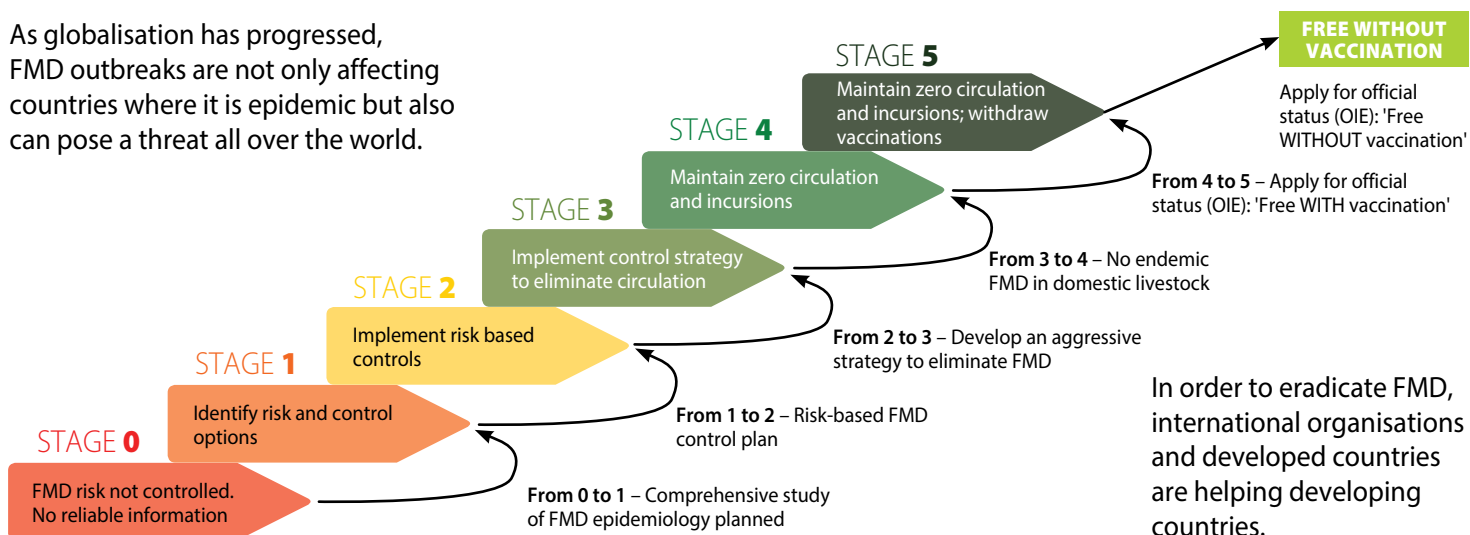 As globalisation has progressed,
FMD outbreaks are not only affecting
countries where it is epidemic but also
can pose a threat all over the world.
STAGE 0
FMD risk not controlled.
No reliable information
From 0 to 1 – Comprehensive study
of FMD epidemiology planned
STAGE 1
Identify risk and control
options
From 1 to 2 – Risk-based FMD
control plan
STAGE 2
Implement risk based
controls
From 2 to 3 – Develop an aggressive
strategy to eliminate FMD
STAGE 3
Implement control strategy
to eliminate circulation
From 3 to 4 – No endemic
FMD in domestic livestock
STAGE 4
Maintain zero circulation
and incursions
From 4 to 5 – Apply for official
status (OIE): 'Free WITH vaccination'
STAGE 5
Maintain zero circulation
and incursions; withdraw
vaccinations
FREE WITHOUT
VACCINATION
Apply for official
status (OIE): 'Free
WITHOUT vaccination'
In order to eradicate FMD,
international organisations
and developed countries
are helping developing
countries.